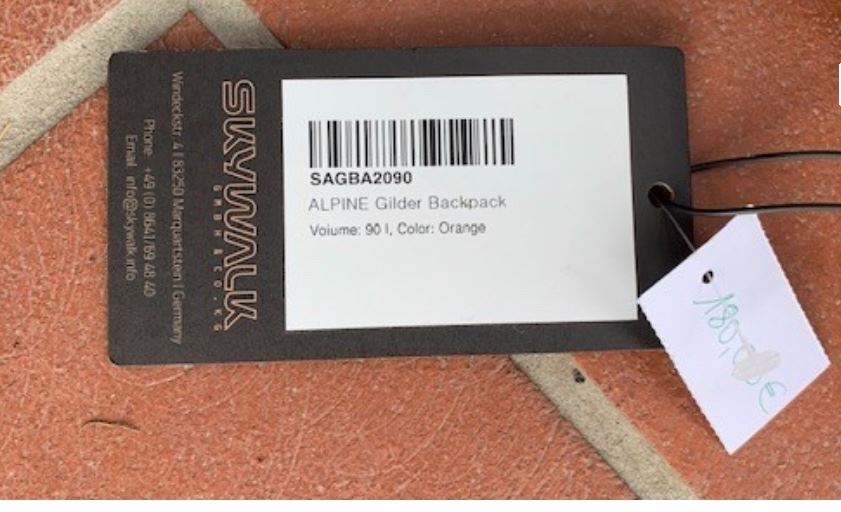 SAGBA2090
ALPINE Gilder Backpack
Volume: 90 l, Color: Orange
SKYWALK
GMBH & CO. KG
Windeckstr. 4 | 83250 Marquartstein | Germany
Phone +49 (0) 8641/69 48 40
Email info@skywalk.info
180, €